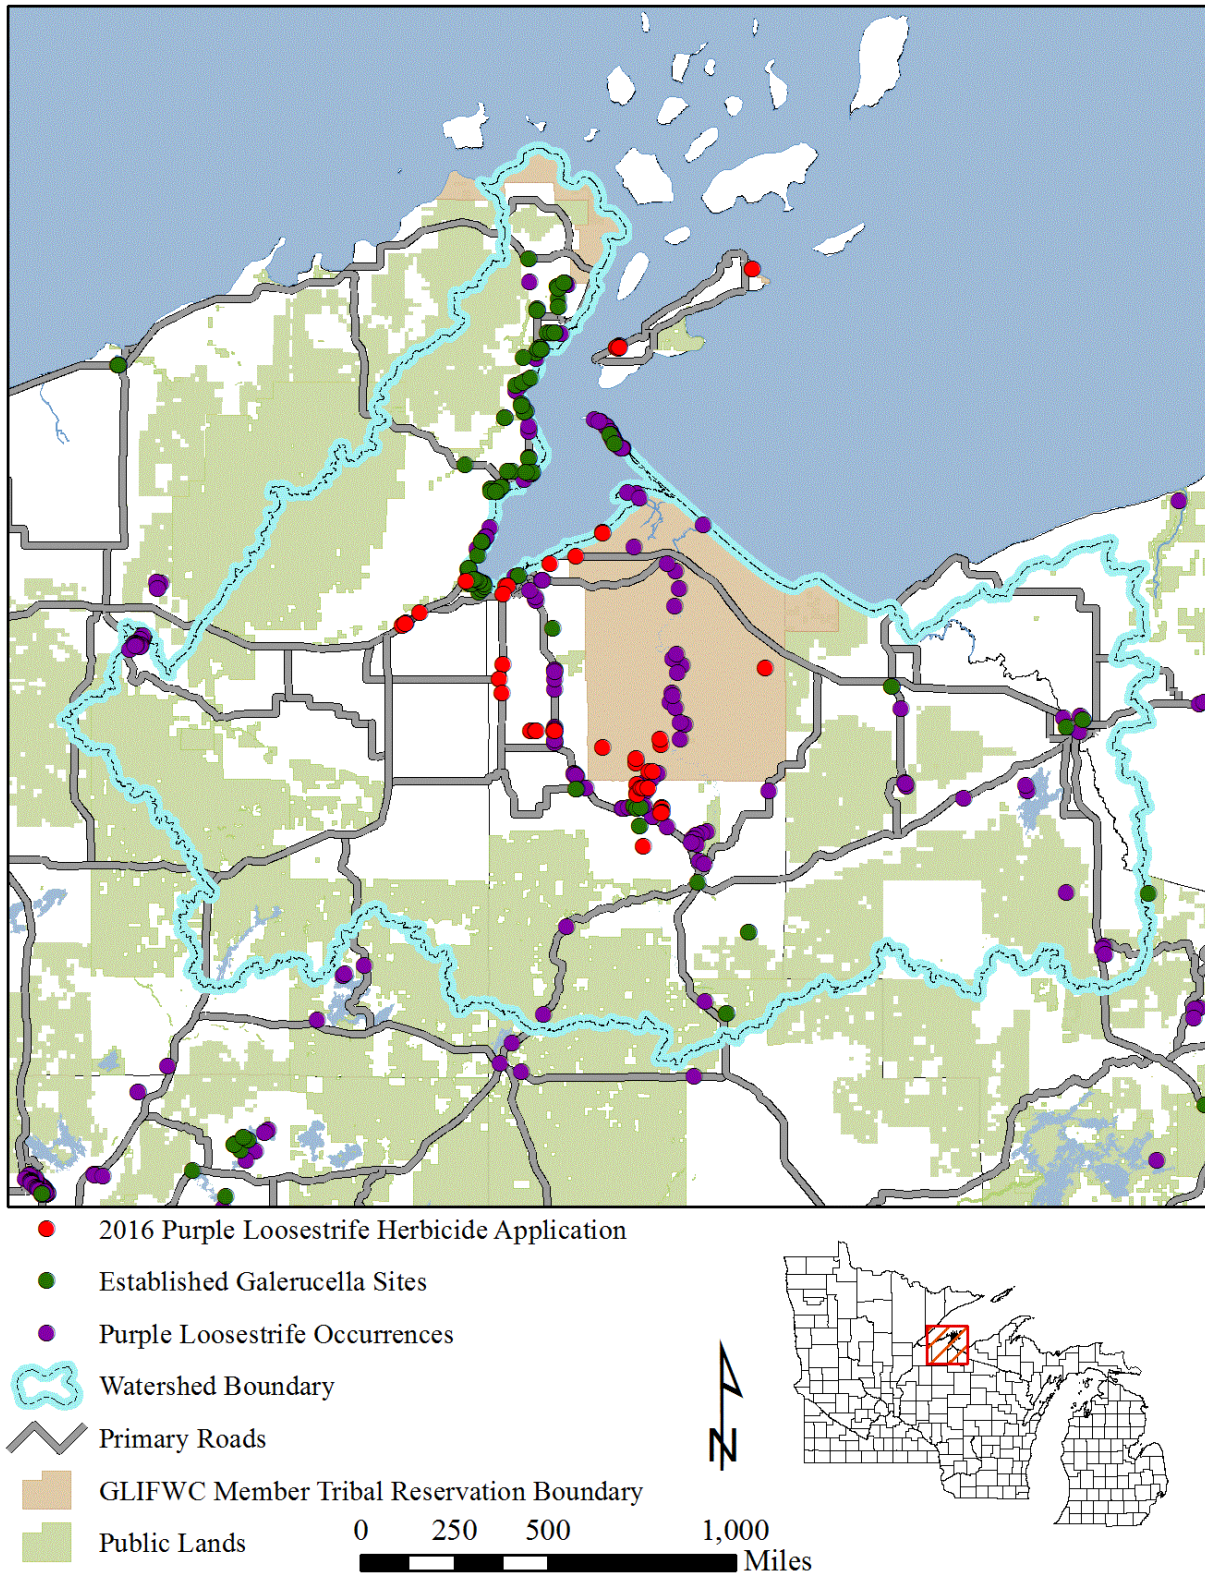 2016 Purple Loosestrife Herbicide Application
Established Galerucella Sites
Purple Loosestrife Occurrences
Watershed Boundary
Primary Roads
GLIFWC Member Tribal Reservation Boundary
Public Lands
N
0 250 500 1,000
Miles